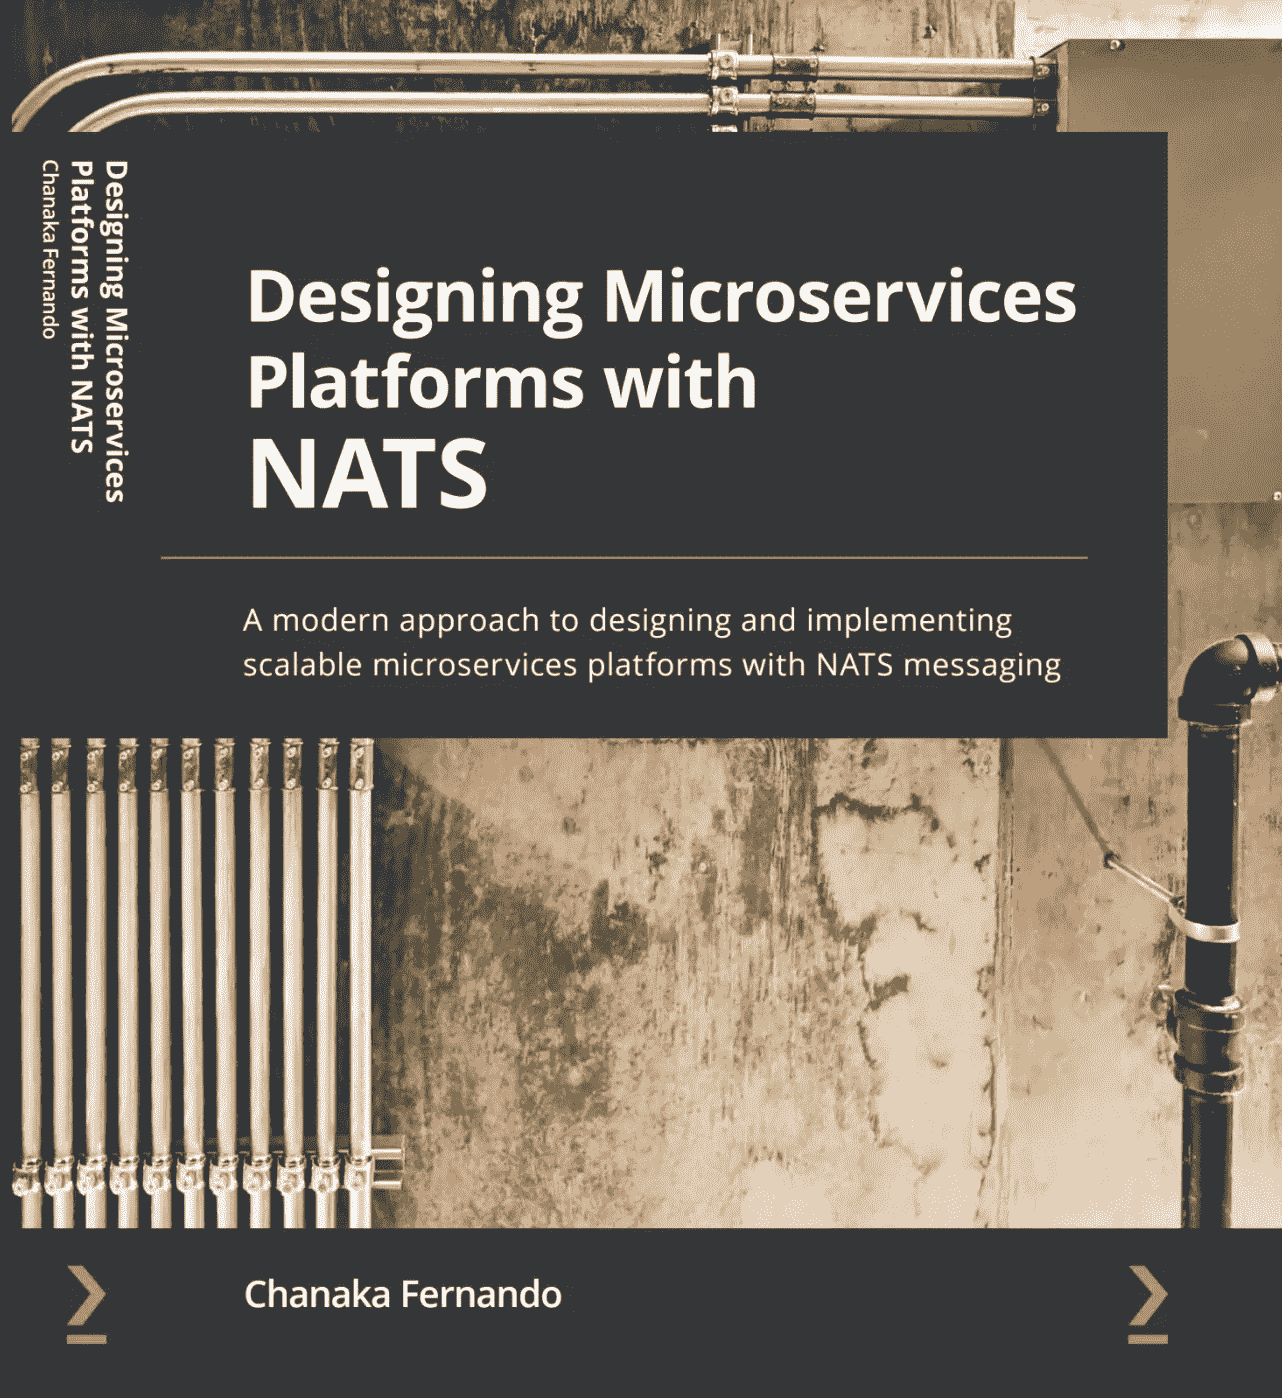 Designing Microservices
Platforms with NATS
Chanaka Fernando
Designing Microservices
Platforms with
NATS
A modern approach to designing and implementing
scalable microservices platforms with NATS messaging
Chanaka Fernando